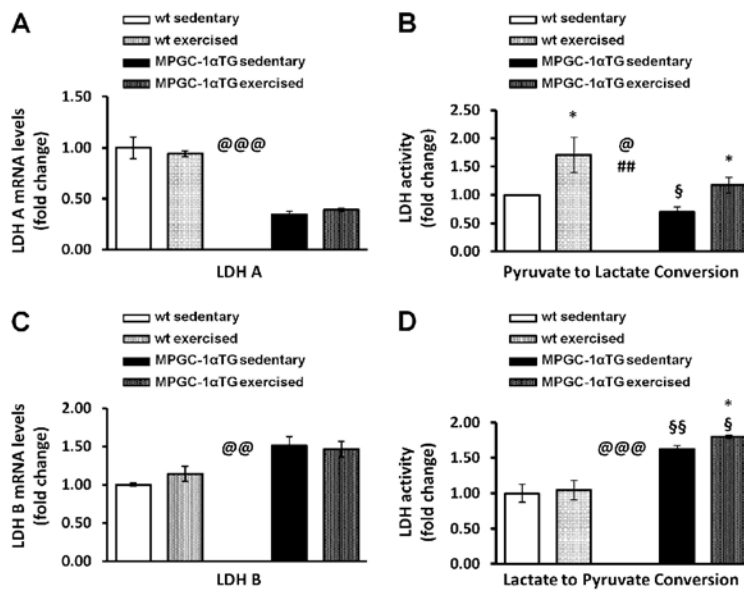 A
wt sedentary
wt exercised
MPGC-1αTG sedentary
MPGC-1αTG exercised
LDH A mRNA levels
(fold change)
1.50
1.00
0.50
0.00
@@@
LDH A
B
wt sedentary
wt exercised
MPGC-1αTG sedentary
MPGC-1αTG exercised
LDH activity
(fold change)
2.50
2.00
1.50
1.00
0.50
0.00
*
@
##
§
*
Pyruvate to Lactate Conversion
C
wt sedentary
wt exercised
MPGC-1αTG sedentary
MPGC-1αTG exercised
LDH B mRNA levels
(fold change)
2.00
1.50
1.00
0.50
0.00
@@
LDH B
D
wt sedentary
wt exercised
MPGC-1αTG sedentary
MPGC-1αTG exercised
LDH activity
(fold change)
2.00
1.50
1.00
0.50
0.00
@@@
§§
*
§
Lactate to Pyruvate Conversion